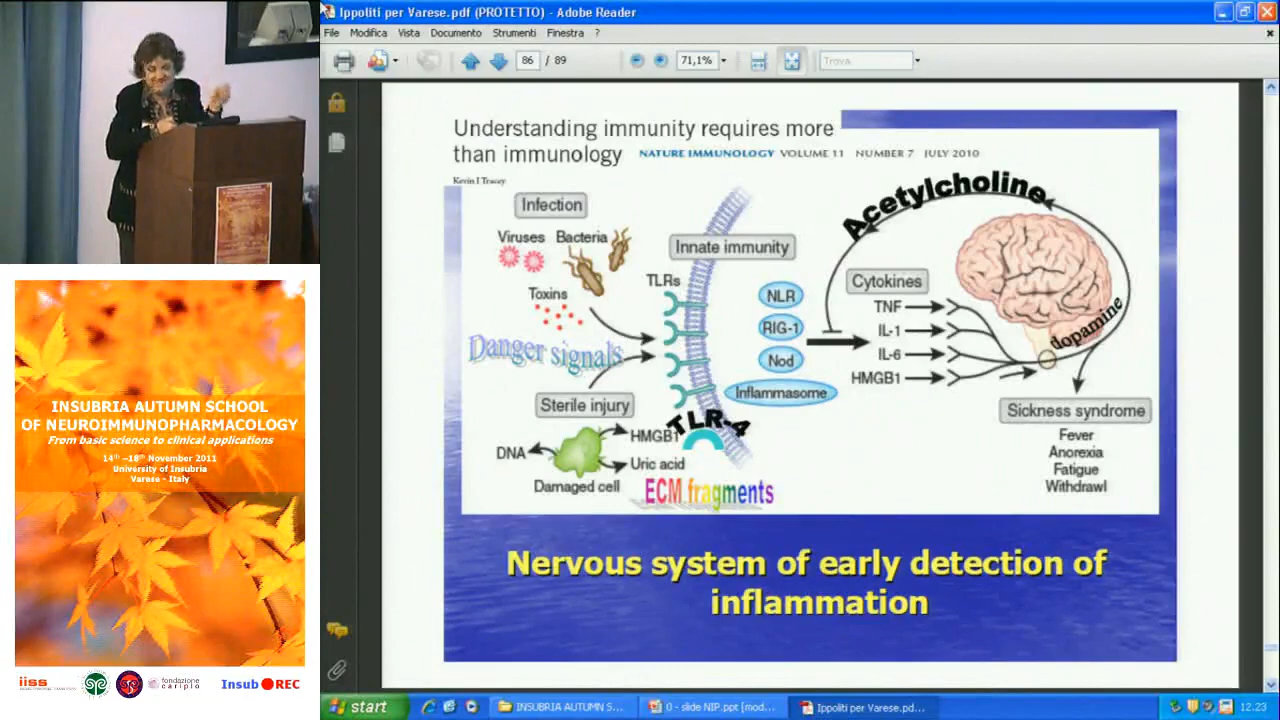 Ippoliti per Varese.pdf (PROTETTO) - Adobe Reader
File Modifica Vista Documento Strumenti Finestra ?
86 / 89 71,1% Trova
Understanding immunity requires more
than immunology NATURE IMMUNOLOGY VOLUME 11 NUMBER 7 JULY 2010
Kevin J Tracey
Infection
Viruses Bacteria
Toxins
Danger signals
Sterile injury
DNA
HMGB1
Uric acid
Damaged cell
ECM fragments
TLRs
TLR-4
Innate immunity
NLR
RIG-1
Nod
Inflammasome
Acetylcholine
Cytokines
TNF
IL-1
IL-6
HMGB1
dopamine
Sickness syndrome
Fever
Anorexia
Fatigue
Withdrawl
Nervous system of early detection of
inflammation
INSUBRIA AUTUMN SCHOOL
OF NEUROIMMUNOPHARMACOLOGY
From basic science to clinical applications
14th -18th November 2011
University of Insubria
Varese - Italy
iiss
fondazione
cariplo
Insub REC
start
INSUBRIA AUTUMN S...
0 - slide NIP.ppt [mod...
Ippoliti per Varese.pd...
12.23